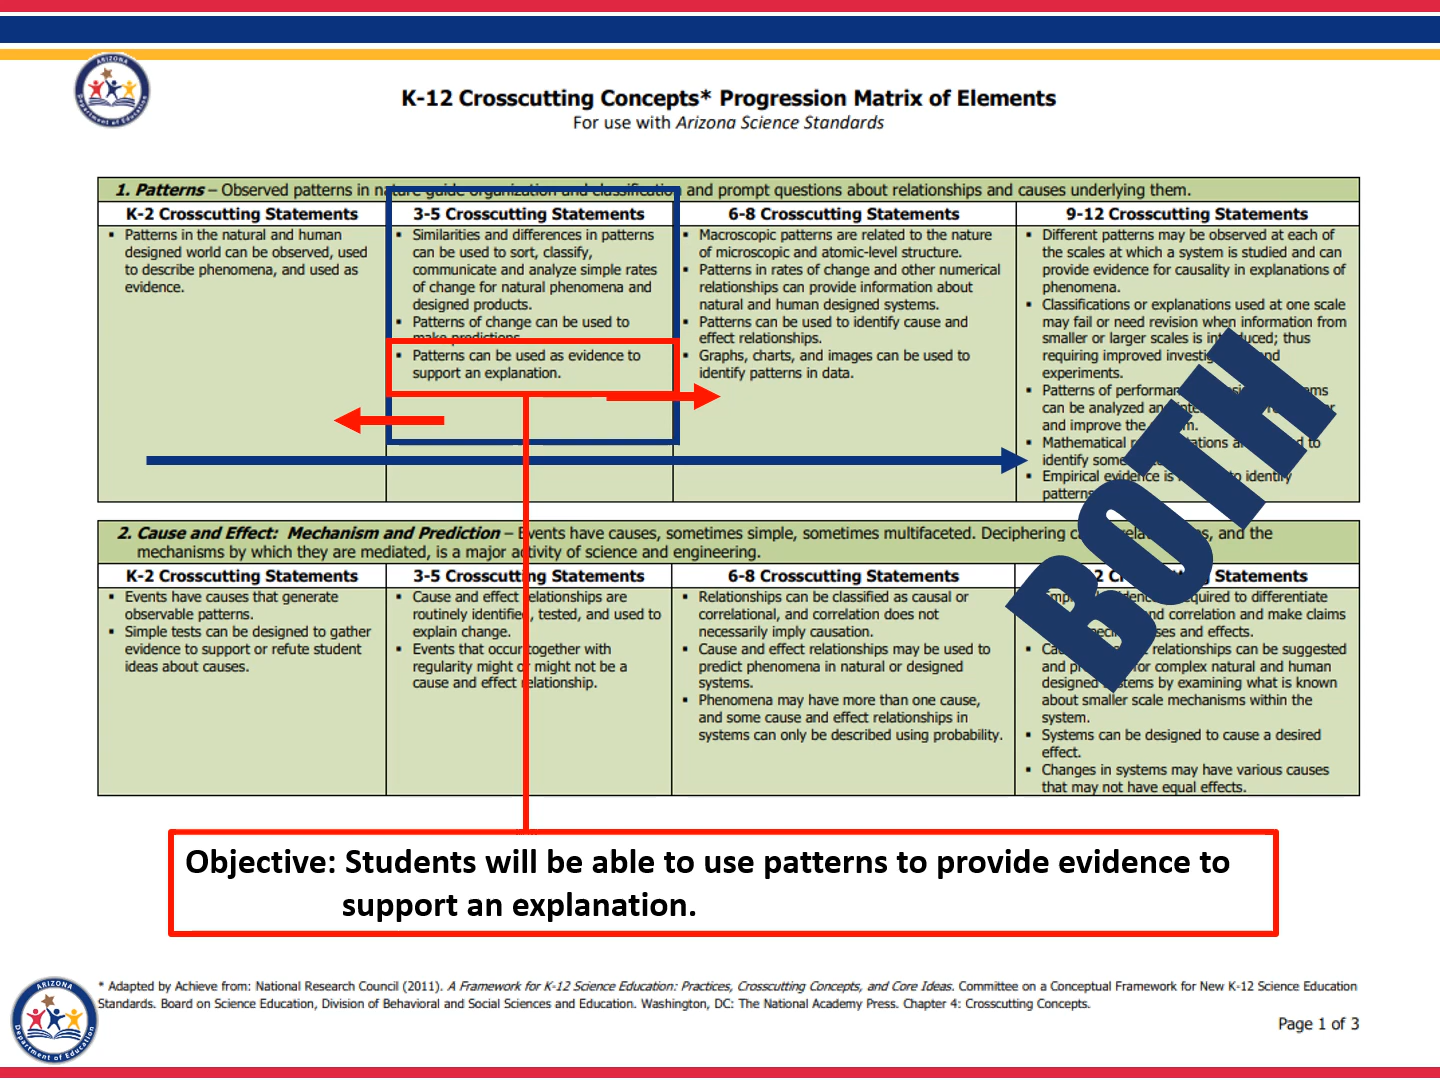 ARIZONA
Department of Education
K-12 Crosscutting Concepts* Progression Matrix of Elements
For use with Arizona Science Standards
1. Patterns – Observed patterns in nature guide organization and classification and prompt questions about relationships and causes underlying them.
K-2 Crosscutting Statements
▪ Patterns in the natural and human
designed world can be observed, used
to describe phenomena, and used as
evidence.
3-5 Crosscutting Statements
▪ Similarities and differences in patterns
can be used to sort, classify,
communicate and analyze simple rates
of change for natural phenomena and
designed products.
▪ Patterns of change can be used to
make predictions.
▪ Patterns can be used as evidence to
support an explanation.
6-8 Crosscutting Statements
▪ Macroscopic patterns are related to the nature
of microscopic and atomic-level structure.
▪ Patterns in rates of change and other numerical
relationships can provide information about
natural and human designed systems.
▪ Patterns can be used to identify cause and
effect relationships.
▪ Graphs, charts, and images can be used to
identify patterns in data.
9-12 Crosscutting Statements
▪ Different patterns may be observed at each of
the scales at which a system is studied and can
provide evidence for causality in explanations of
phenomena.
▪ Classifications or explanations used at one scale
may fail or need revision when information from
smaller or larger scales is introduced; thus
requiring improved and
experiments.
▪ Patterns of
can be analyzed
and improve the
▪ Mathematical to
identify some
▪ Empirical evidence is to identify
patterns
BOTH
2. Cause and Effect: Mechanism and Prediction – Events have causes, sometimes simple, sometimes multifaceted. Deciphering and the
mechanisms by which they are mediated, is a major activity of science and engineering.
K-2 Crosscutting Statements
▪ Events have causes that generate
observable patterns.
▪ Simple tests can be designed to gather
evidence to support or refute student
ideas about causes.
3-5 Crosscutting Statements
▪ Cause and effect relationships are
routinely identified, tested, and used to
explain change.
▪ Events that occur together with
regularity might or might not be a
cause and effect relationship.
6-8 Crosscutting Statements
▪ Relationships can be classified as causal or
correlational, and correlation does not
necessarily imply causation.
▪ Cause and effect relationships may be used to
predict phenomena in natural or designed
systems.
▪ Phenomena may have more than one cause,
and some cause and effect relationships in
systems can only be described using probability.
Statements
required to differentiate
and correlation and make claims
and effects.
▪ relationships can be suggested
and for complex natural and human
designed systems by examining what is known
about smaller scale mechanisms within the
system.
▪ Systems can be designed to cause a desired
effect.
▪ Changes in systems may have various causes
that may not have equal effects.
Objective: Students will be able to use patterns to provide evidence to
support an explanation.
* Adapted by Achieve from: National Research Council (2011). A Framework for K-12 Science Education: Practices, Crosscutting Concepts, and Core Ideas. Committee on a Conceptual Framework for New K-12 Science Education
Standards. Board on Science Education, Division of Behavioral and Social Sciences and Education. Washington, DC: The National Academy Press. Chapter 4: Crosscutting Concepts.
Page 1 of 3
ARIZONA
Department of Education